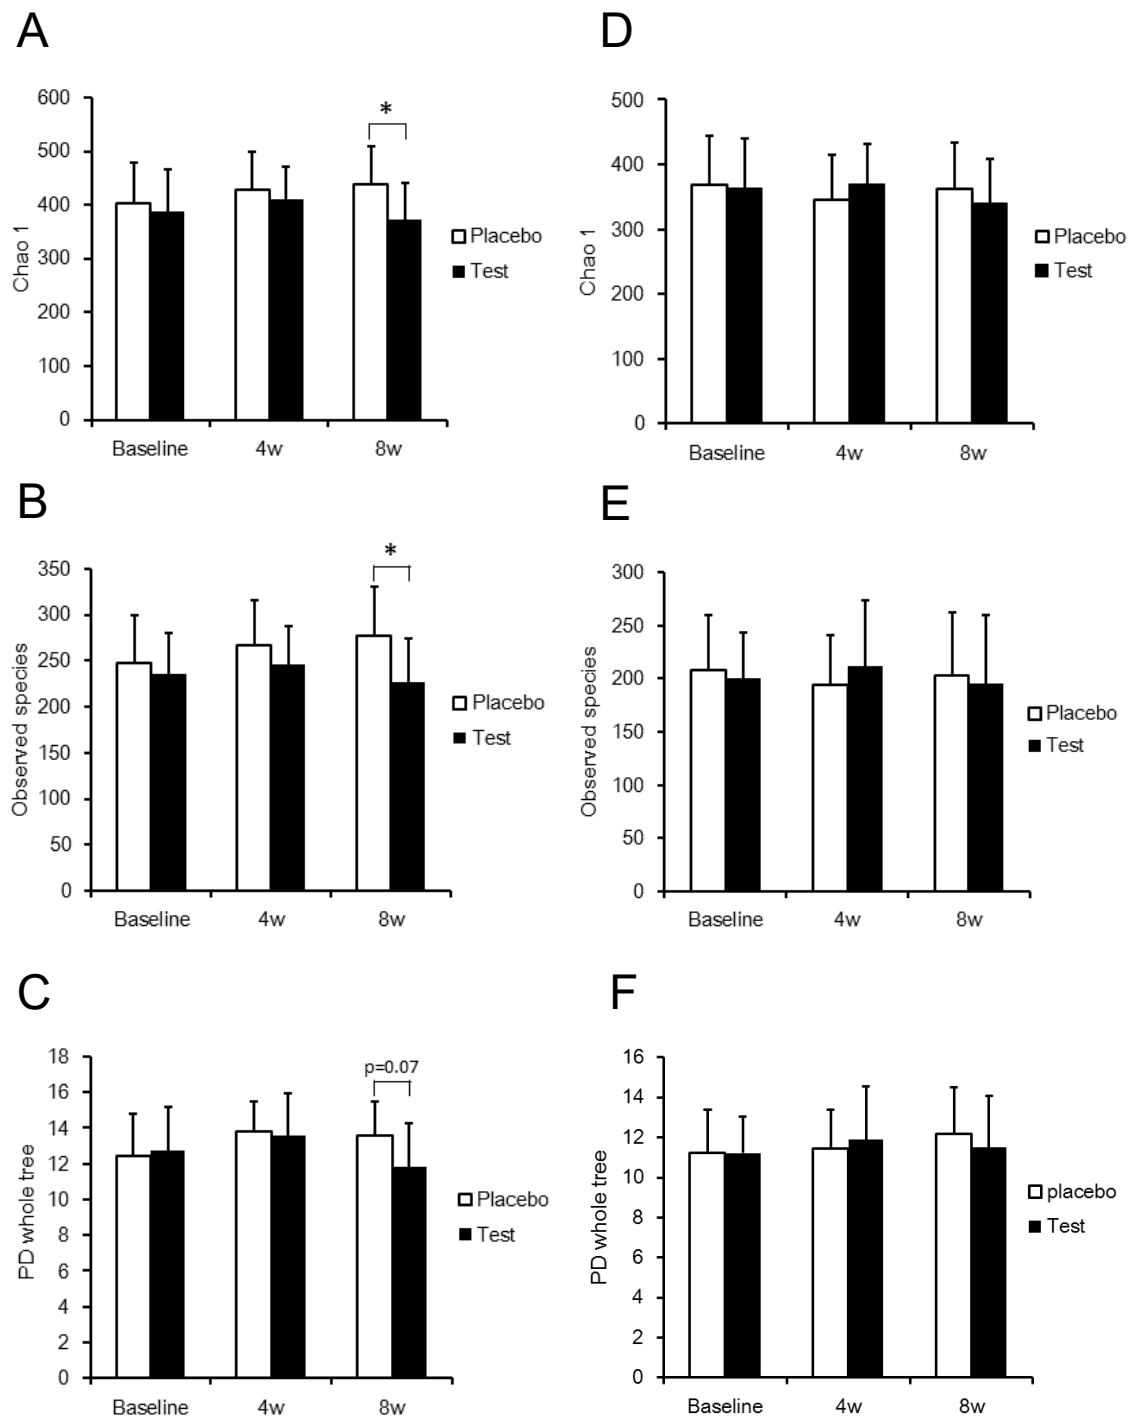 A
600
500
400
300
200
100
0
Chao 1
*
Baseline 4w 8w
Placebo
Test
D
500
400
300
200
100
0
Chao 1
Baseline 4w 8w
Placebo
Test
B
350
300
250
200
150
100
50
0
Observed species
*
Baseline 4w 8w
Placebo
Test
E
300
250
200
150
100
50
0
Observed species
Baseline 4w 8w
Placebo
Test
C
18
16
14
12
10
8
6
4
2
0
PD whole tree
p=0.07
Baseline 4w 8w
Placebo
Test
F
16
14
12
10
8
6
4
2
0
PD whole tree
Baseline 4w 8w
placebo
Test